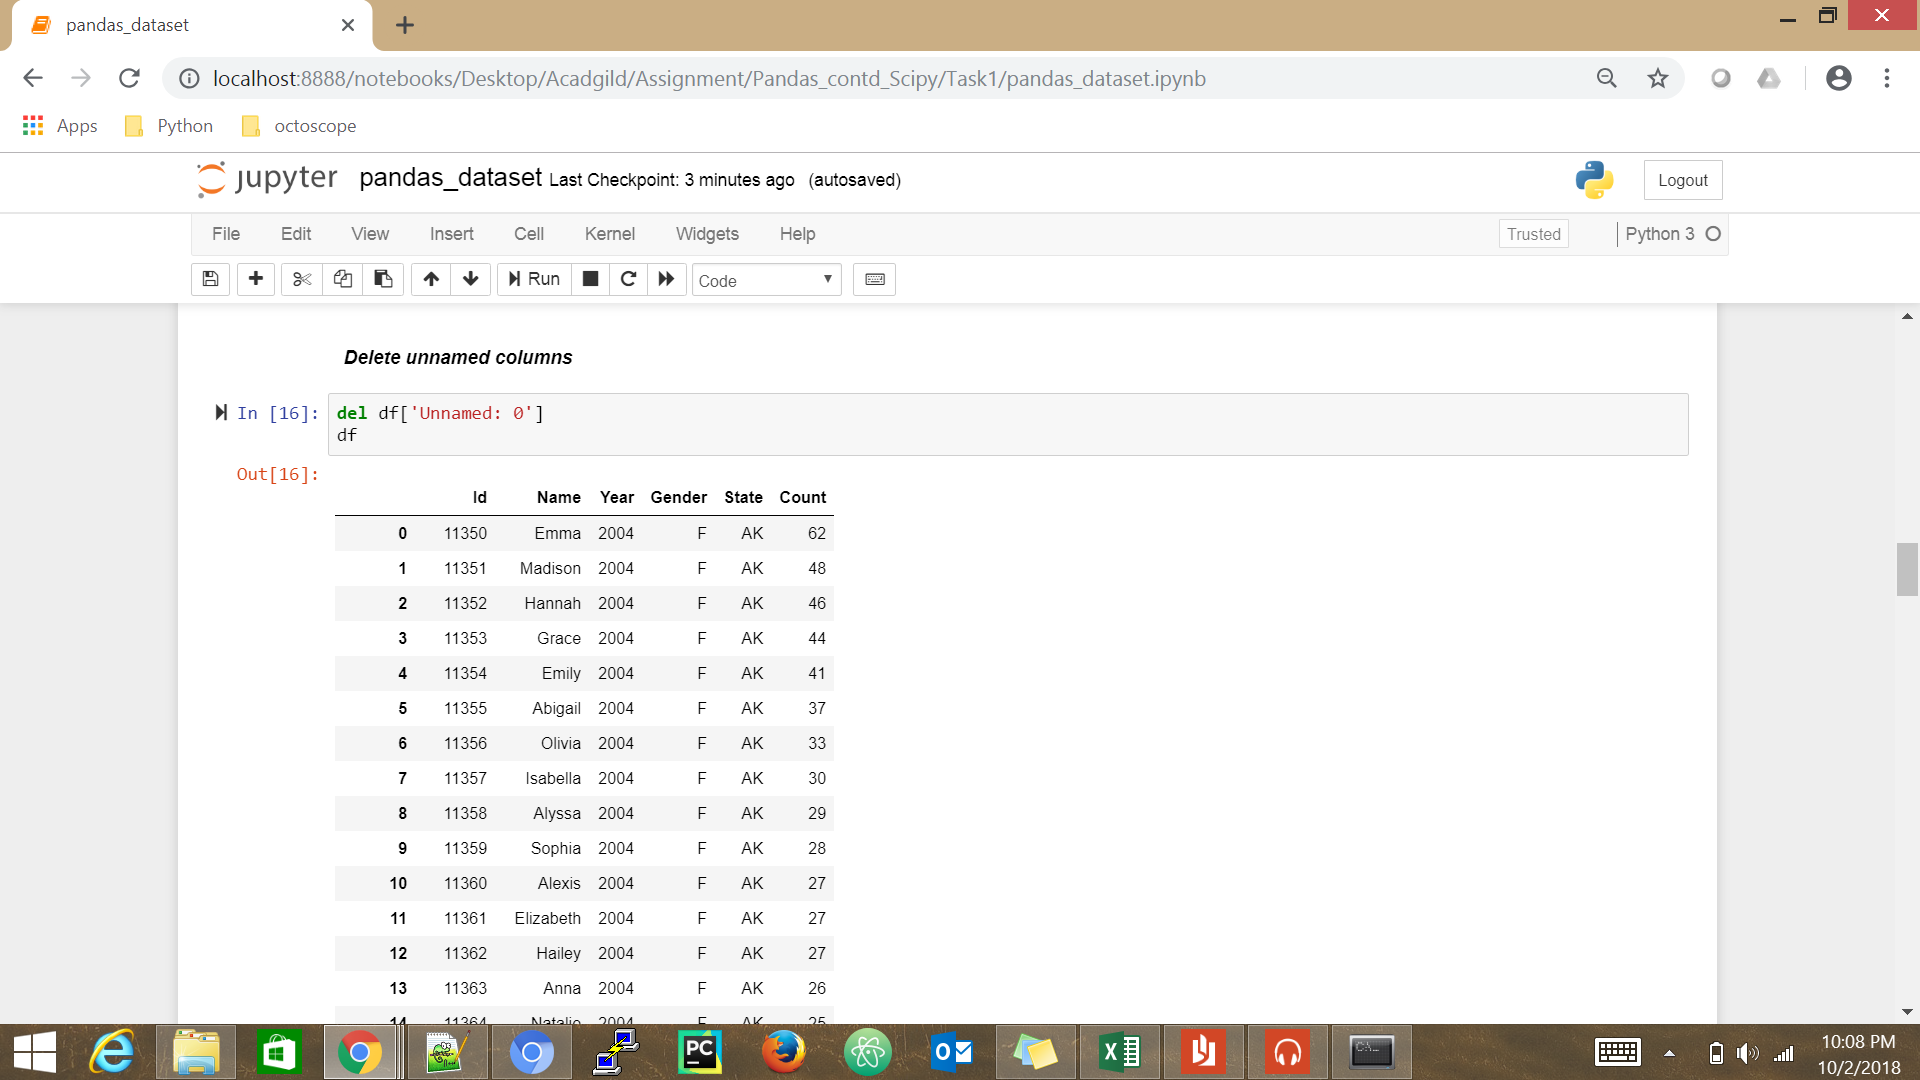 pandas_dataset
localhost:8888/notebooks/Desktop/Acadgild/Assignment/Pandas_contd_Scipy/Task1/pandas_dataset.ipynb
Apps Python octoscope
jupyter pandas_dataset Last Checkpoint: 3 minutes ago (autosaved) Logout
File Edit View Insert Cell Kernel Widgets Help Trusted Python 3
Run Code
Delete unnamed columns
In [16]: del df['Unnamed: 0']
df
Out[16]:
Id Name Year Gender State Count
0 11350 Emma 2004 F AK 62
1 11351 Madison 2004 F AK 48
2 11352 Hannah 2004 F AK 46
3 11353 Grace 2004 F AK 44
4 11354 Emily 2004 F AK 41
5 11355 Abigail 2004 F AK 37
6 11356 Olivia 2004 F AK 33
7 11357 Isabella 2004 F AK 30
8 11358 Alyssa 2004 F AK 29
9 11359 Sophia 2004 F AK 28
10 11360 Alexis 2004 F AK 27
11 11361 Elizabeth 2004 F AK 27
12 11362 Hailey 2004 F AK 27
13 11363 Anna 2004 F AK 26
14 11364 Natalie 2004 F AK 25
PC
10:08 PM
10/2/2018